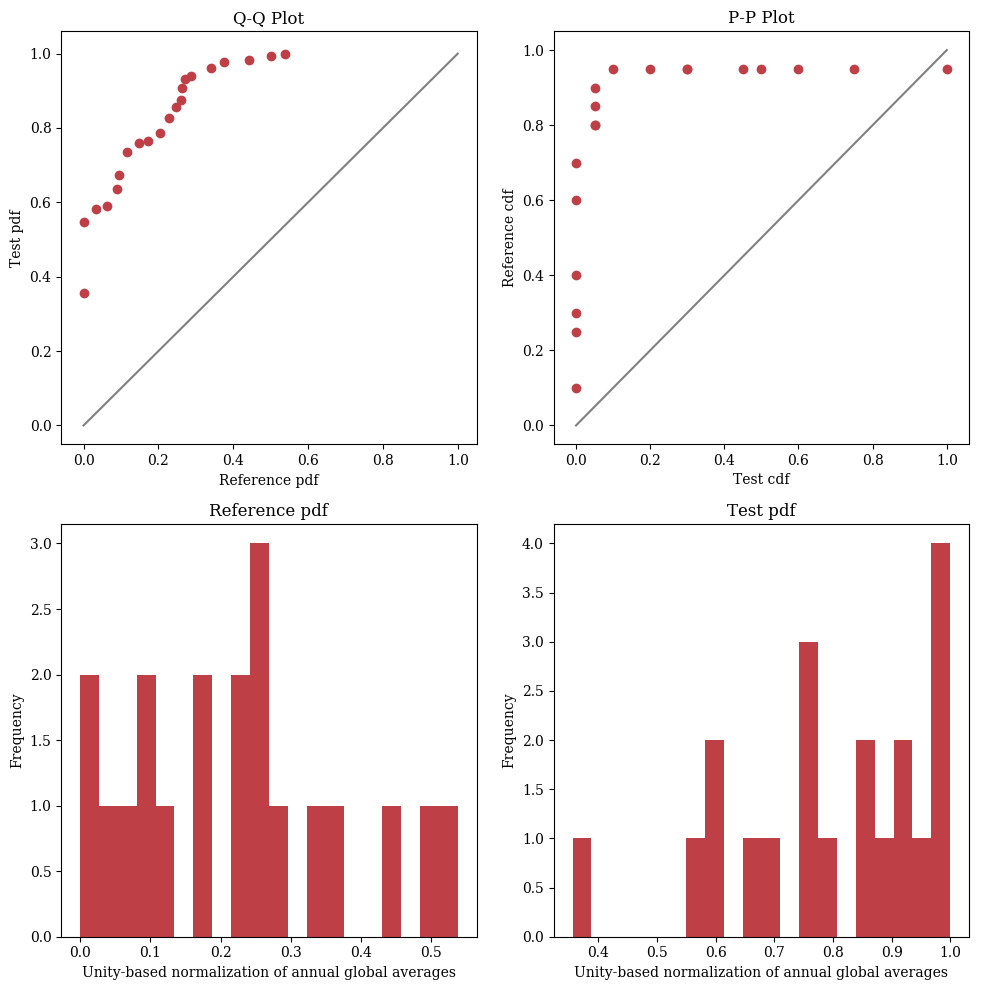 Q-Q Plot
1.0
0.8
0.6
0.4
0.2
0.0
Test pdf
0.0 0.2 0.4 0.6 0.8 1.0
Reference pdf
P-P Plot
1.0
0.8
0.6
0.4
0.2
0.0
Reference cdf
0.0 0.2 0.4 0.6 0.8 1.0
Test cdf
Reference pdf
3.0
2.5
2.0
1.5
1.0
0.5
0.0
Frequency
0.0 0.1 0.2 0.3 0.4 0.5
Unity-based normalization of annual global averages
Test pdf
4.0
3.5
3.0
2.5
2.0
1.5
1.0
0.5
0.0
Frequency
0.4 0.5 0.6 0.7 0.8 0.9 1.0
Unity-based normalization of annual global averages